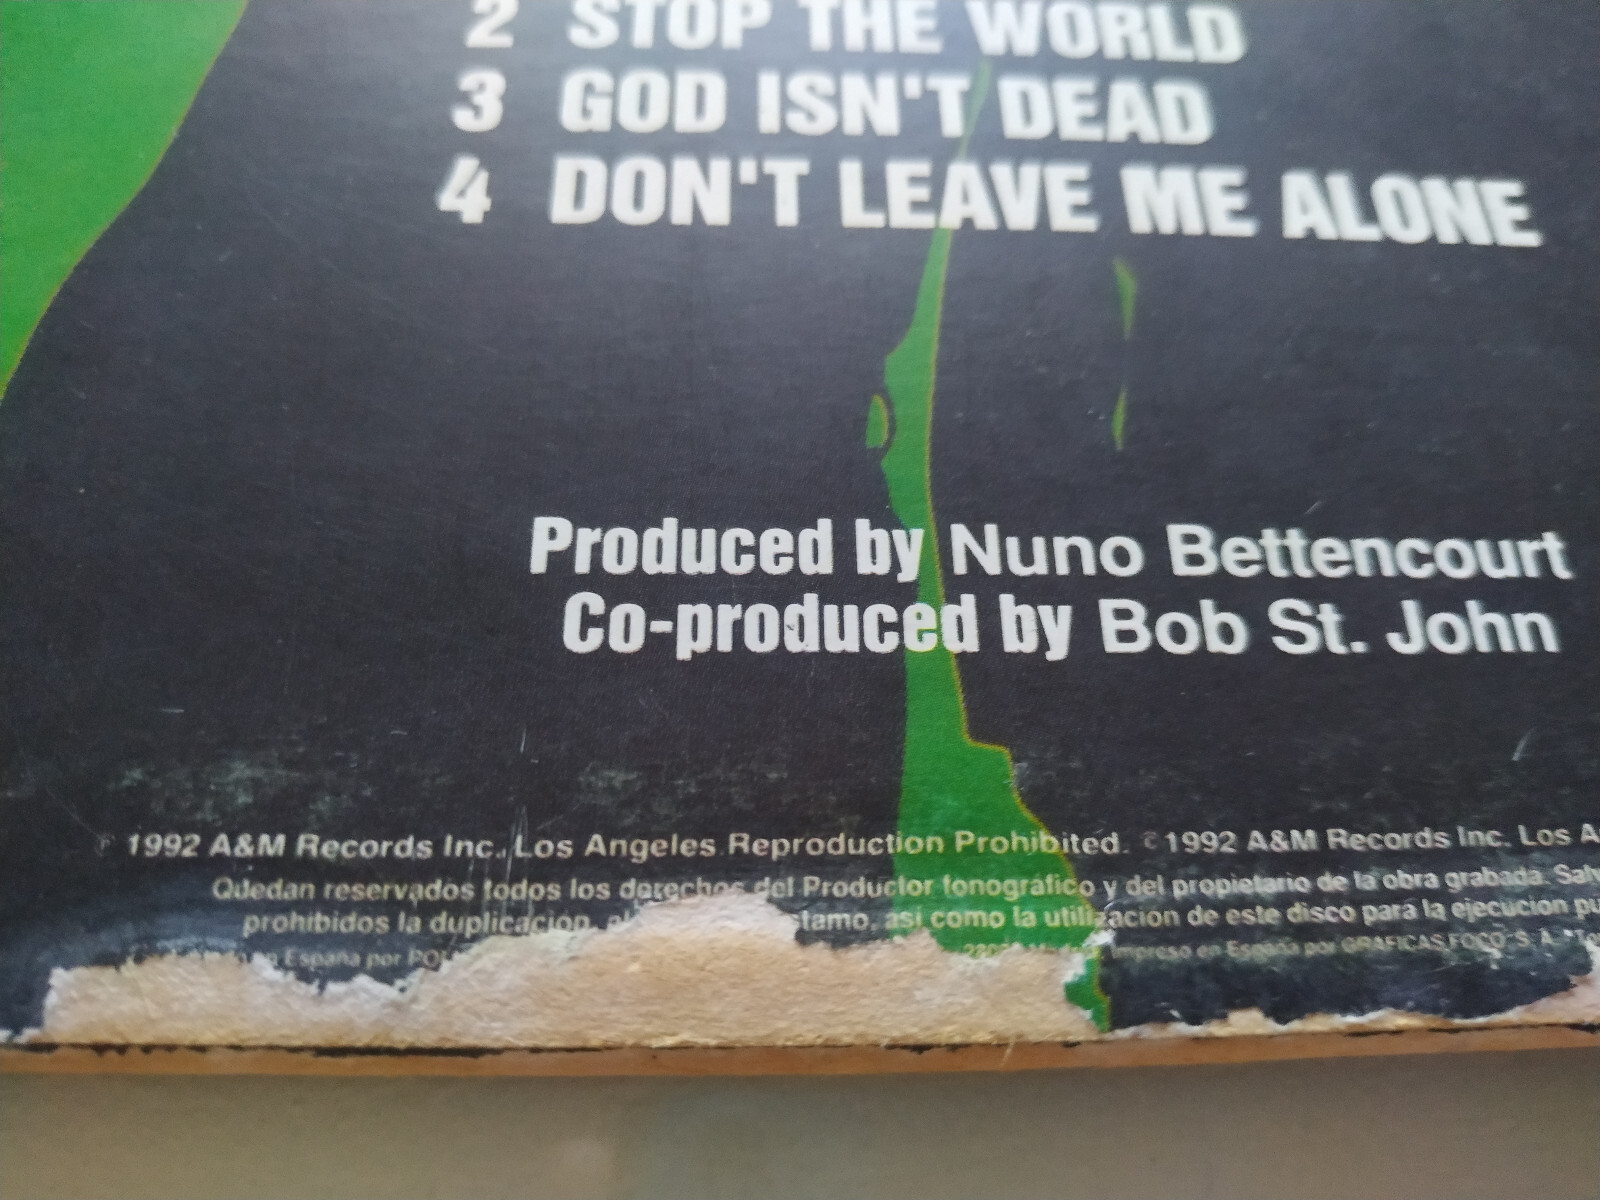 2 STOP THE WORLD
3 GOD ISN'T DEAD
4 DON'T LEAVE ME ALONE
Produced by Nuno Bettencourt
Co-produced by Bob St. John
℗ 1992 A&M Records Inc. Los Angeles Reproduction Prohibited. © 1992 A&M Records Inc. Los
Quedan reservados todos los derechos del Productor fonografico y del propietario de la obra grabada.
prohibidos la duplicacion, así como la utilización de este disco para la ejecucion
España por impreso en España por GRAFICAS FOCO S. A.